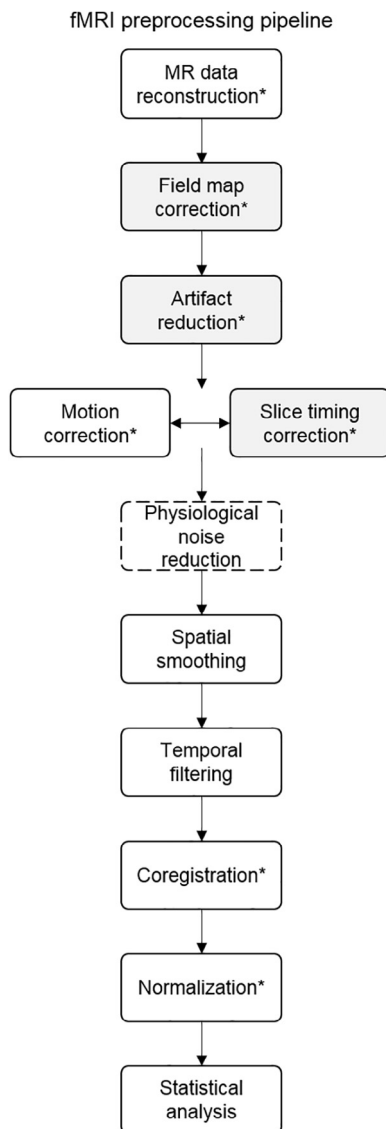 fMRI preprocessing pipeline
MR data
reconstruction*
Field map
correction*
Artifact
reduction*
Motion
correction*
Slice timing
correction*
Physiological
noise
reduction
Spatial
smoothing
Temporal
filtering
Coregistration*
Normalization*
Statistical
analysis